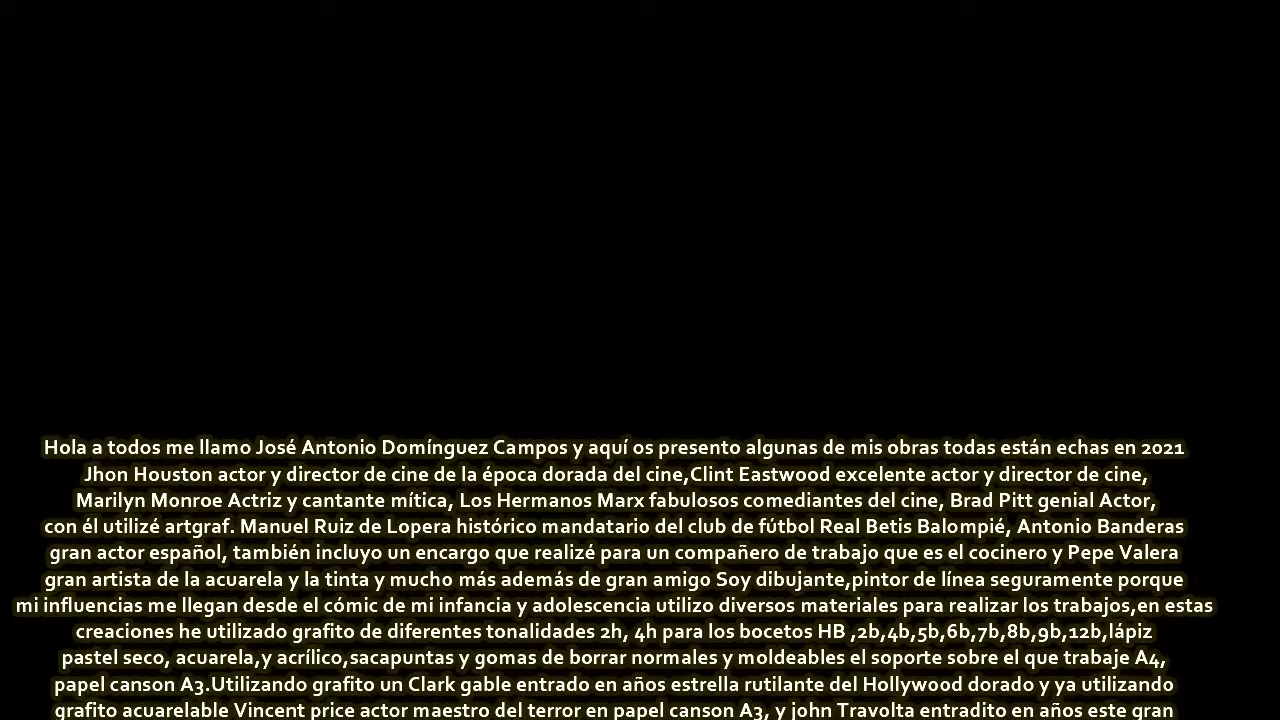 Hola a todos me llamo José Antonio Domínguez Campos y aquí os presento algunas de mis obras todas están echas en 2021
Jhon Houston actor y director de cine de la época dorada del cine,Clint Eastwood excelente actor y director de cine,
Marilyn Monroe Actriz y cantante mítica, Los Hermanos Marx fabulosos comediantes del cine, Brad Pitt genial Actor,
con él utilizé artgraf. Manuel Ruiz de Lopera histórico mandatario del club de fútbol Real Betis Balompié, Antonio Banderas
gran actor español, también incluyo un encargo que realizé para un compañero de trabajo que es el cocinero y Pepe Valera
gran artista de la acuarela y la tinta y mucho más además de gran amigo Soy dibujante,pintor de línea seguramente porque
mi influencias me llegan desde el cómic de mi infancia y adolescencia utilizo diversos materiales para realizar los trabajos,en estas
creaciones he utilizado grafito de diferentes tonalidades 2h, 4h para los bocetos HB ,2b,4b,5b,6b,7b,8b,9b,12b,lápiz
pastel seco, acuarela,y acrílico,sacapuntas y gomas de borrar normales y moldeables el soporte sobre el que trabaje A4,
papel canson A3.Utilizando grafito un Clark gable entrado en años estrella rutilante del Hollywood dorado y ya utilizando
grafito acuarelable Vincent price actor maestro del terror en papel canson A3, y john Travolta entradito en años este gran